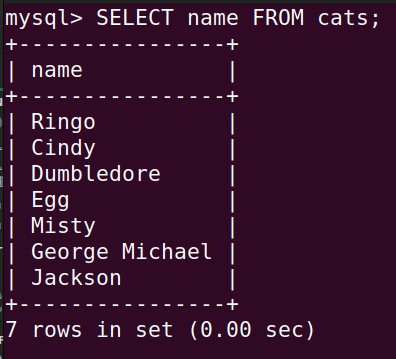 mysql> SELECT name FROM cats;
+----------------+
| name           |
+----------------+
| Ringo          |
| Cindy          |
| Dumbledore     |
| Egg            |
| Misty          |
| George Michael |
| Jackson        |
+----------------+
7 rows in set (0.00 sec)